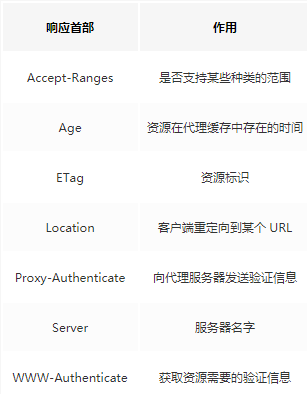 响应首部 作用
Accept-Ranges 是否支持某些种类的范围
Age 资源在代理缓存中存在的时间
ETag 资源标识
Location 客户端重定向到某个 URL
Proxy-Authenticate 向代理服务器发送验证信息
Server 服务器名字
WWW-Authenticate 获取资源需要的验证信息